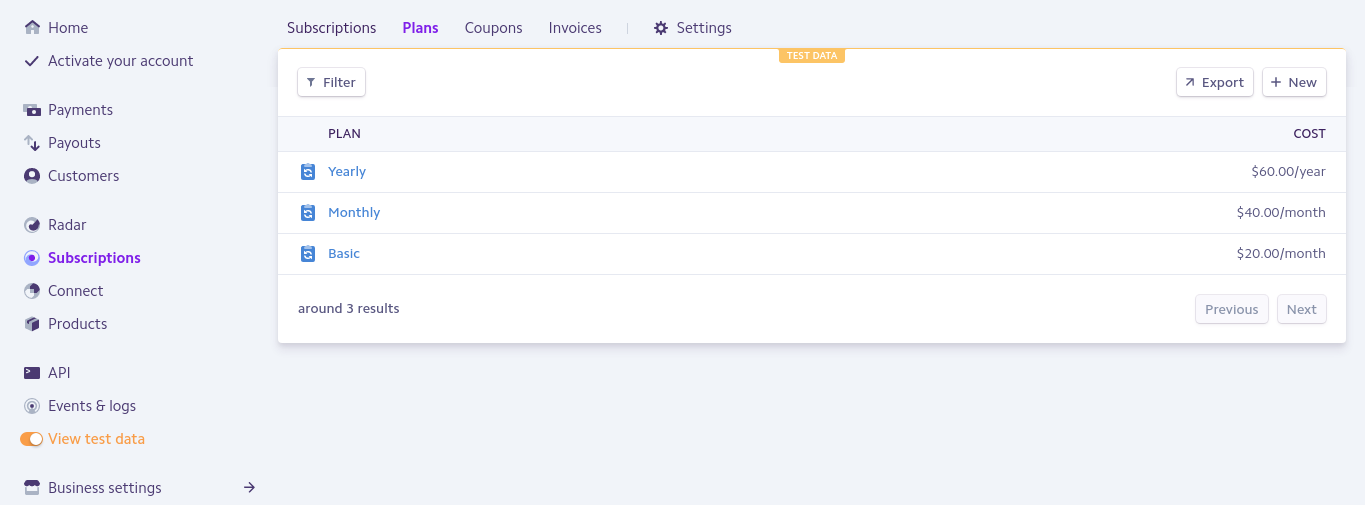 Home
Activate your account
Payments
Payouts
Customers
Radar
Subscriptions
Connect
Products
API
Events & logs
View test data
Business settings
Subscriptions Plans Coupons Invoices Settings
TEST DATA
Filter Export New
PLAN COST
Yearly $60.00/year
Monthly $40.00/month
Basic $20.00/month
around 3 results Previous Next